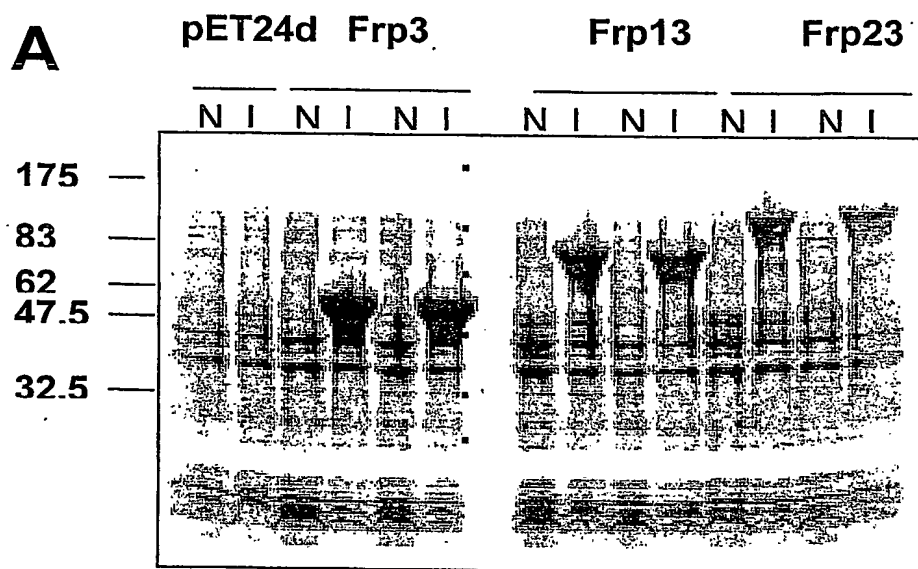 A
pET24d Frp3 Frp13 Frp23
N I N I N I N I N I N I N I
175
83
62
47.5
32.5